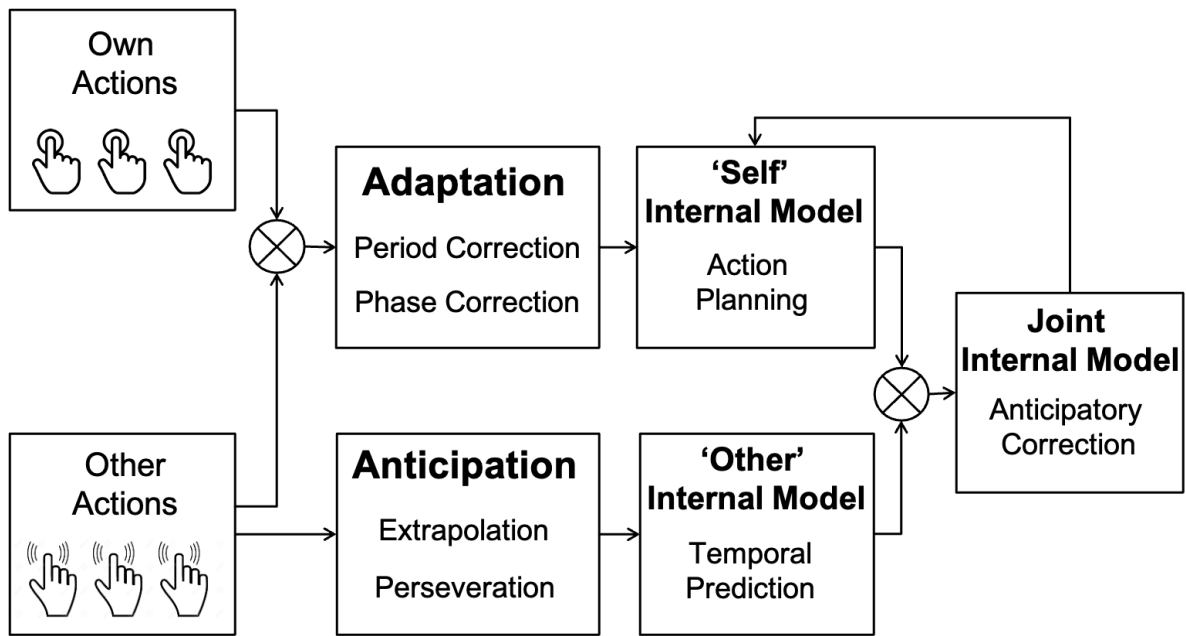 Own
Actions
Adaptation
Period Correction
Phase Correction
‘Self’
Internal Model
Action
Planning
Joint
Internal Model
Anticipatory
Correction
Other
Actions
Anticipation
Extrapolation
Perseveration
‘Other’
Internal Model
Temporal
Prediction